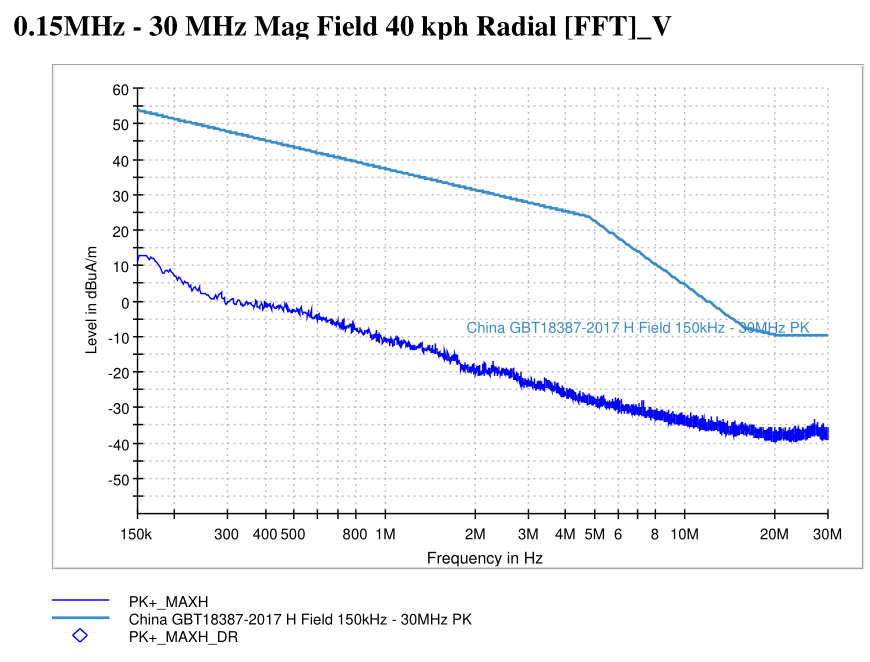 0.15MHz - 30 MHz Mag Field 40 kph Radial [FFT]_V
60
50
40
30
20
10
0
-10
-20
-30
-40
-50
Level in dBuA/m
China GBT18387-2017 H Field 150kHz - 30MHz PK
150k 300 400 500 800 1M 2M 3M 4M 5M 6 8 10M 20M 30M
Frequency in Hz
PK+_MAXH
China GBT18387-2017 H Field 150kHz - 30MHz PK
PK+_MAXH_DR